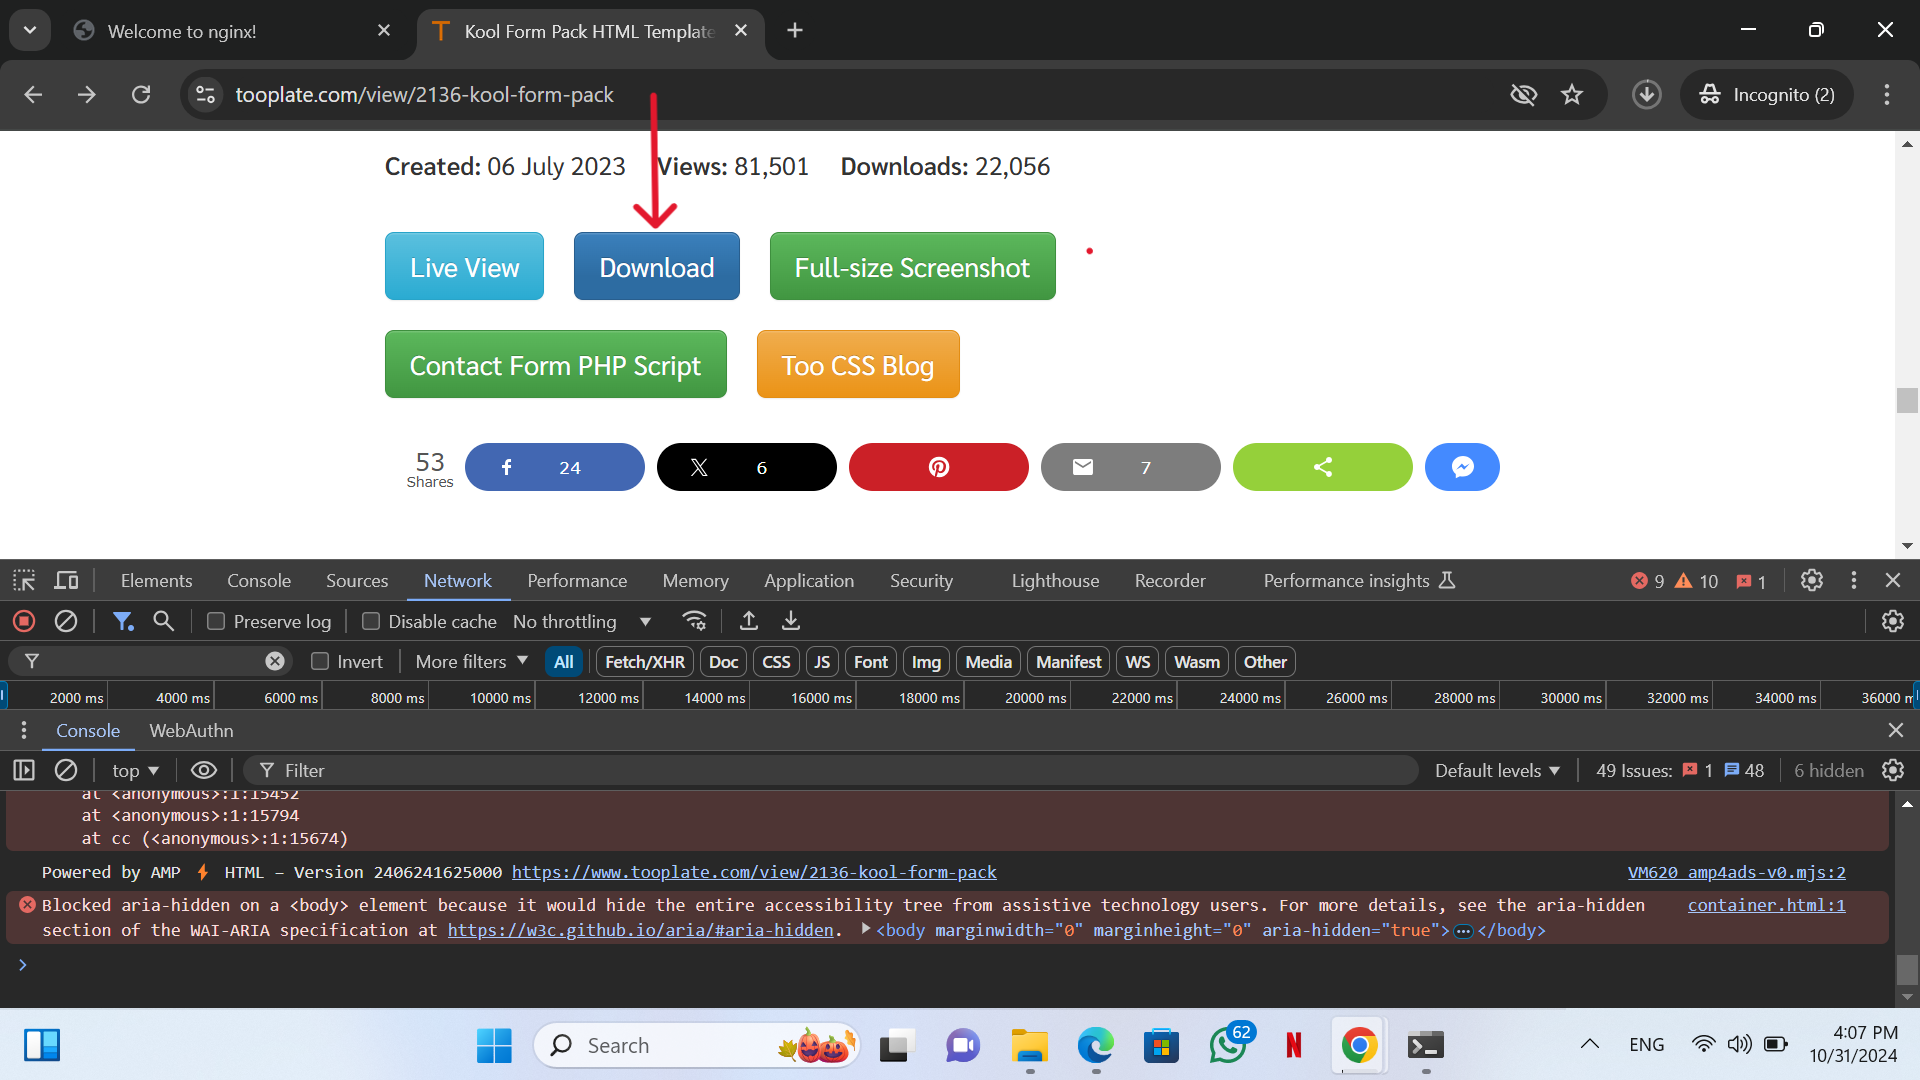 Welcome to nginx!
Kool Form Pack HTML Template
tooplate.com/view/2136-kool-form-pack
Incognito (2)
Created: 06 July 2023 Views: 81,501 Downloads: 22,056
Live View Download Full-size Screenshot
Contact Form PHP Script Too CSS Blog
53
Shares
24 6 7
Elements Console Sources Network Performance Memory Application Security Lighthouse Recorder Performance insights 9 10 1
Preserve log Disable cache No throttling
Invert More filters All Fetch/XHR Doc CSS JS Font Img Media Manifest WS Wasm Other
2000 ms 4000 ms 6000 ms 8000 ms 10000 ms 12000 ms 14000 ms 16000 ms 18000 ms 20000 ms 22000 ms 24000 ms 26000 ms 28000 ms 30000 ms 32000 ms 34000 ms 36000 m
Console WebAuthn
top Filter Default levels 49 Issues: 1 48 6 hidden
at <anonymous>:1:15452
at <anonymous>:1:15794
at cc (<anonymous>:1:15674)
Powered by AMP ⚡ HTML – Version 2406241625000 https://www.tooplate.com/view/2136-kool-form-pack VM620 amp4ads-v0.mjs:2
Blocked aria-hidden on a <body> element because it would hide the entire accessibility tree from assistive technology users. For more details, see the aria-hidden container.html:1
section of the WAI-ARIA specification at https://w3c.github.io/aria/#aria-hidden. <body marginwidth="0" marginheight="0" aria-hidden="true">…</body>
Search
62
ENG
4:07 PM
10/31/2024